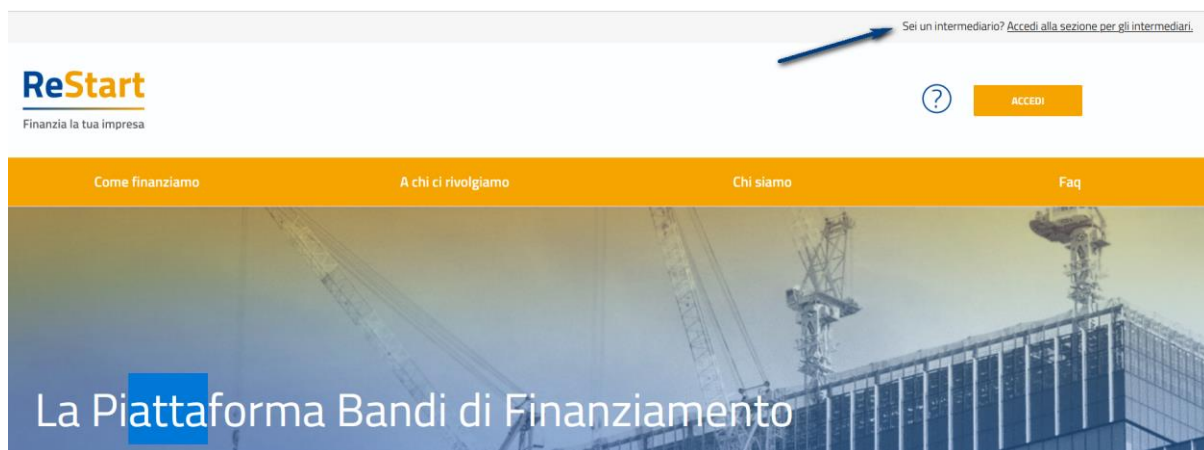 Sei un intermediario? Accedi alla sezione per gli intermediari.
ReStart
Finanzia la tua impresa
?
ACCEDI
Come finanziamo
A chi ci rivolgiamo
Chi siamo
Faq
La Piattaforma Bandi di Finanziamento